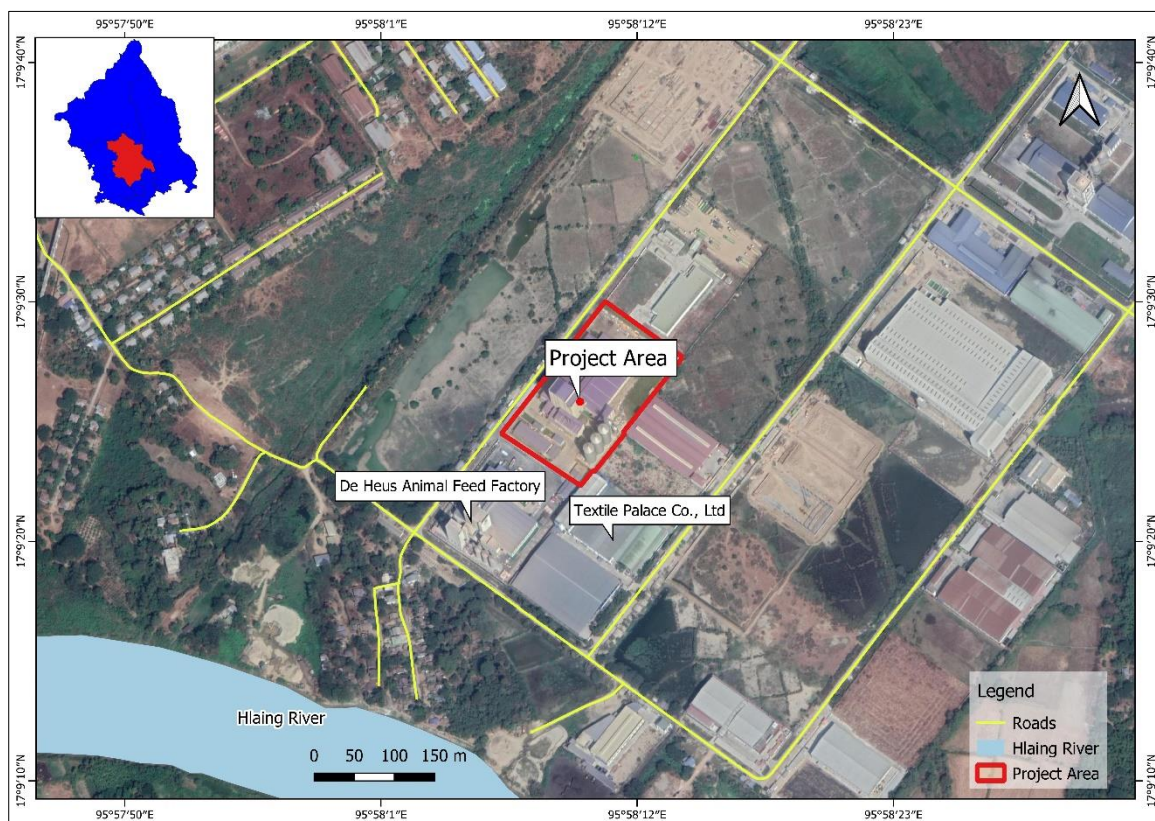 95°57'50"E
95°58'1"E
95°58'12"E
95°58'23"E
17°9'40"N
17°9'40"N
17°9'30"N
17°9'30"N
Project Area
De Heus Animal Feed Factory
Textile Palace Co., Ltd
17°9'20"N
17°9'20"N
Hlaing River
0 50 100 150 m
Legend
Roads
Hlaing River
Project Area
17°9'10"N
17°9'10"N
95°57'50"E
95°58'1"E
95°58'12"E
95°58'23"E